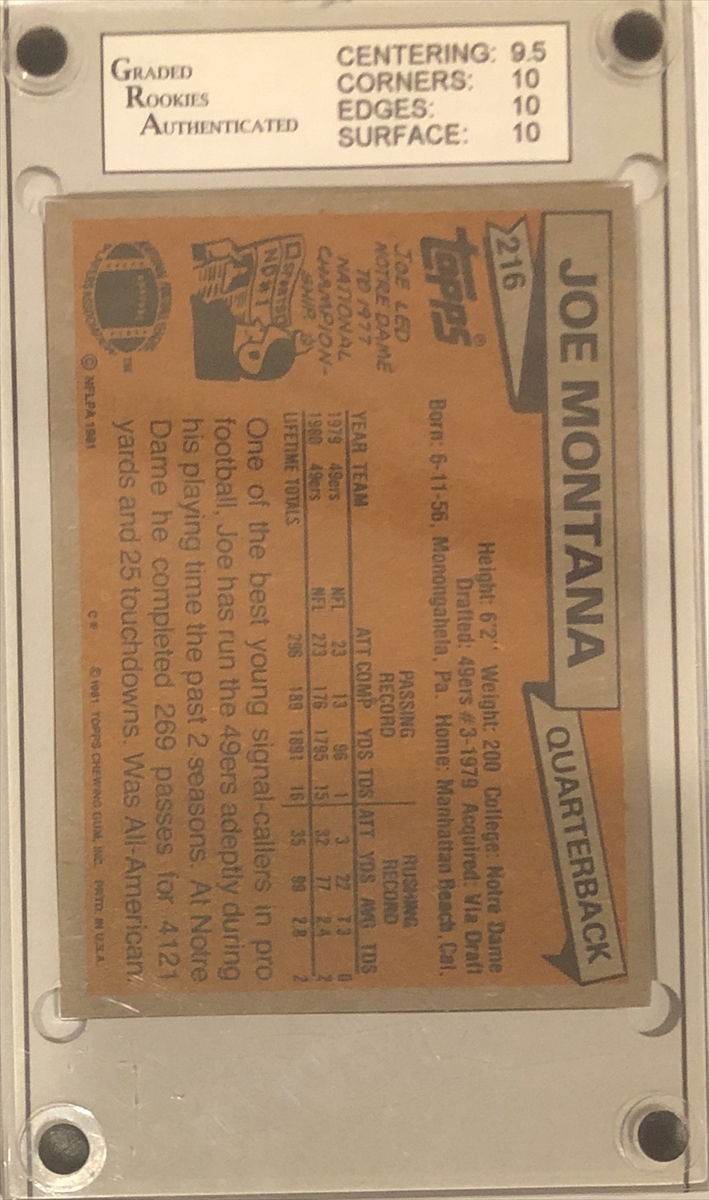 GRADED
ROOKIES
AUTHENTICATED
CENTERING: 9.5
CORNERS: 10
EDGES: 10
SURFACE: 10
JOE MONTANA
QUARTERBACK
216
topps®
Height: 6'2" Weight: 200 College: Notre Dame
Drafted: 49ers #3-1979 Acquired: Via Draft
Born: 6-11-56, Monongahela, Pa. Home: Manhattan Beach, Cal.
JOE LED
NOTRE DAME
TO 1977
NATIONAL
CHAMPION-
SHIP
NO. 1
PASSING RECORD RUSHING RECORD
YEAR TEAM ATT COMP YDS TDS ATT YDS AVG TDS
1979 49ers NFL 23 13 96 1 3 22 7.3 0
1980 49ers NFL 273 176 1795 15 32 77 2.4 2
LIFETIME TOTALS 296 189 1891 16 35 99 2.8 2
One of the best young signal-callers in pro
football, Joe has run the 49ers adeptly during
his playing time the past 2 seasons. At Notre
Dame he completed 269 passes for 4121
yards and 25 touchdowns. Was All-American.
TM
© NFLPA 1981
© 1981 TOPPS CHEWING GUM, INC. PRTD. IN U.S.A.